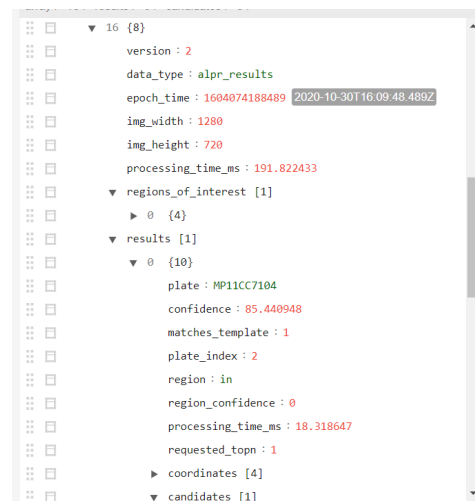 ▼ 16 {8}
version : 2
data_type : alpr_results
epoch_time : 1604074188489 2020-10-30T16:09:48.489Z
img_width : 1280
img_height : 720
processing_time_ms : 191.822433
▼ regions_of_interest [1]
▶ 0 {4}
▼ results [1]
▼ 0 {10}
plate : MP11CC7104
confidence : 85.440948
matches_template : 1
plate_index : 2
region : in
region_confidence : 0
processing_time_ms : 18.318647
requested_topn : 1
▶ coordinates [4]
▼ candidates [1]